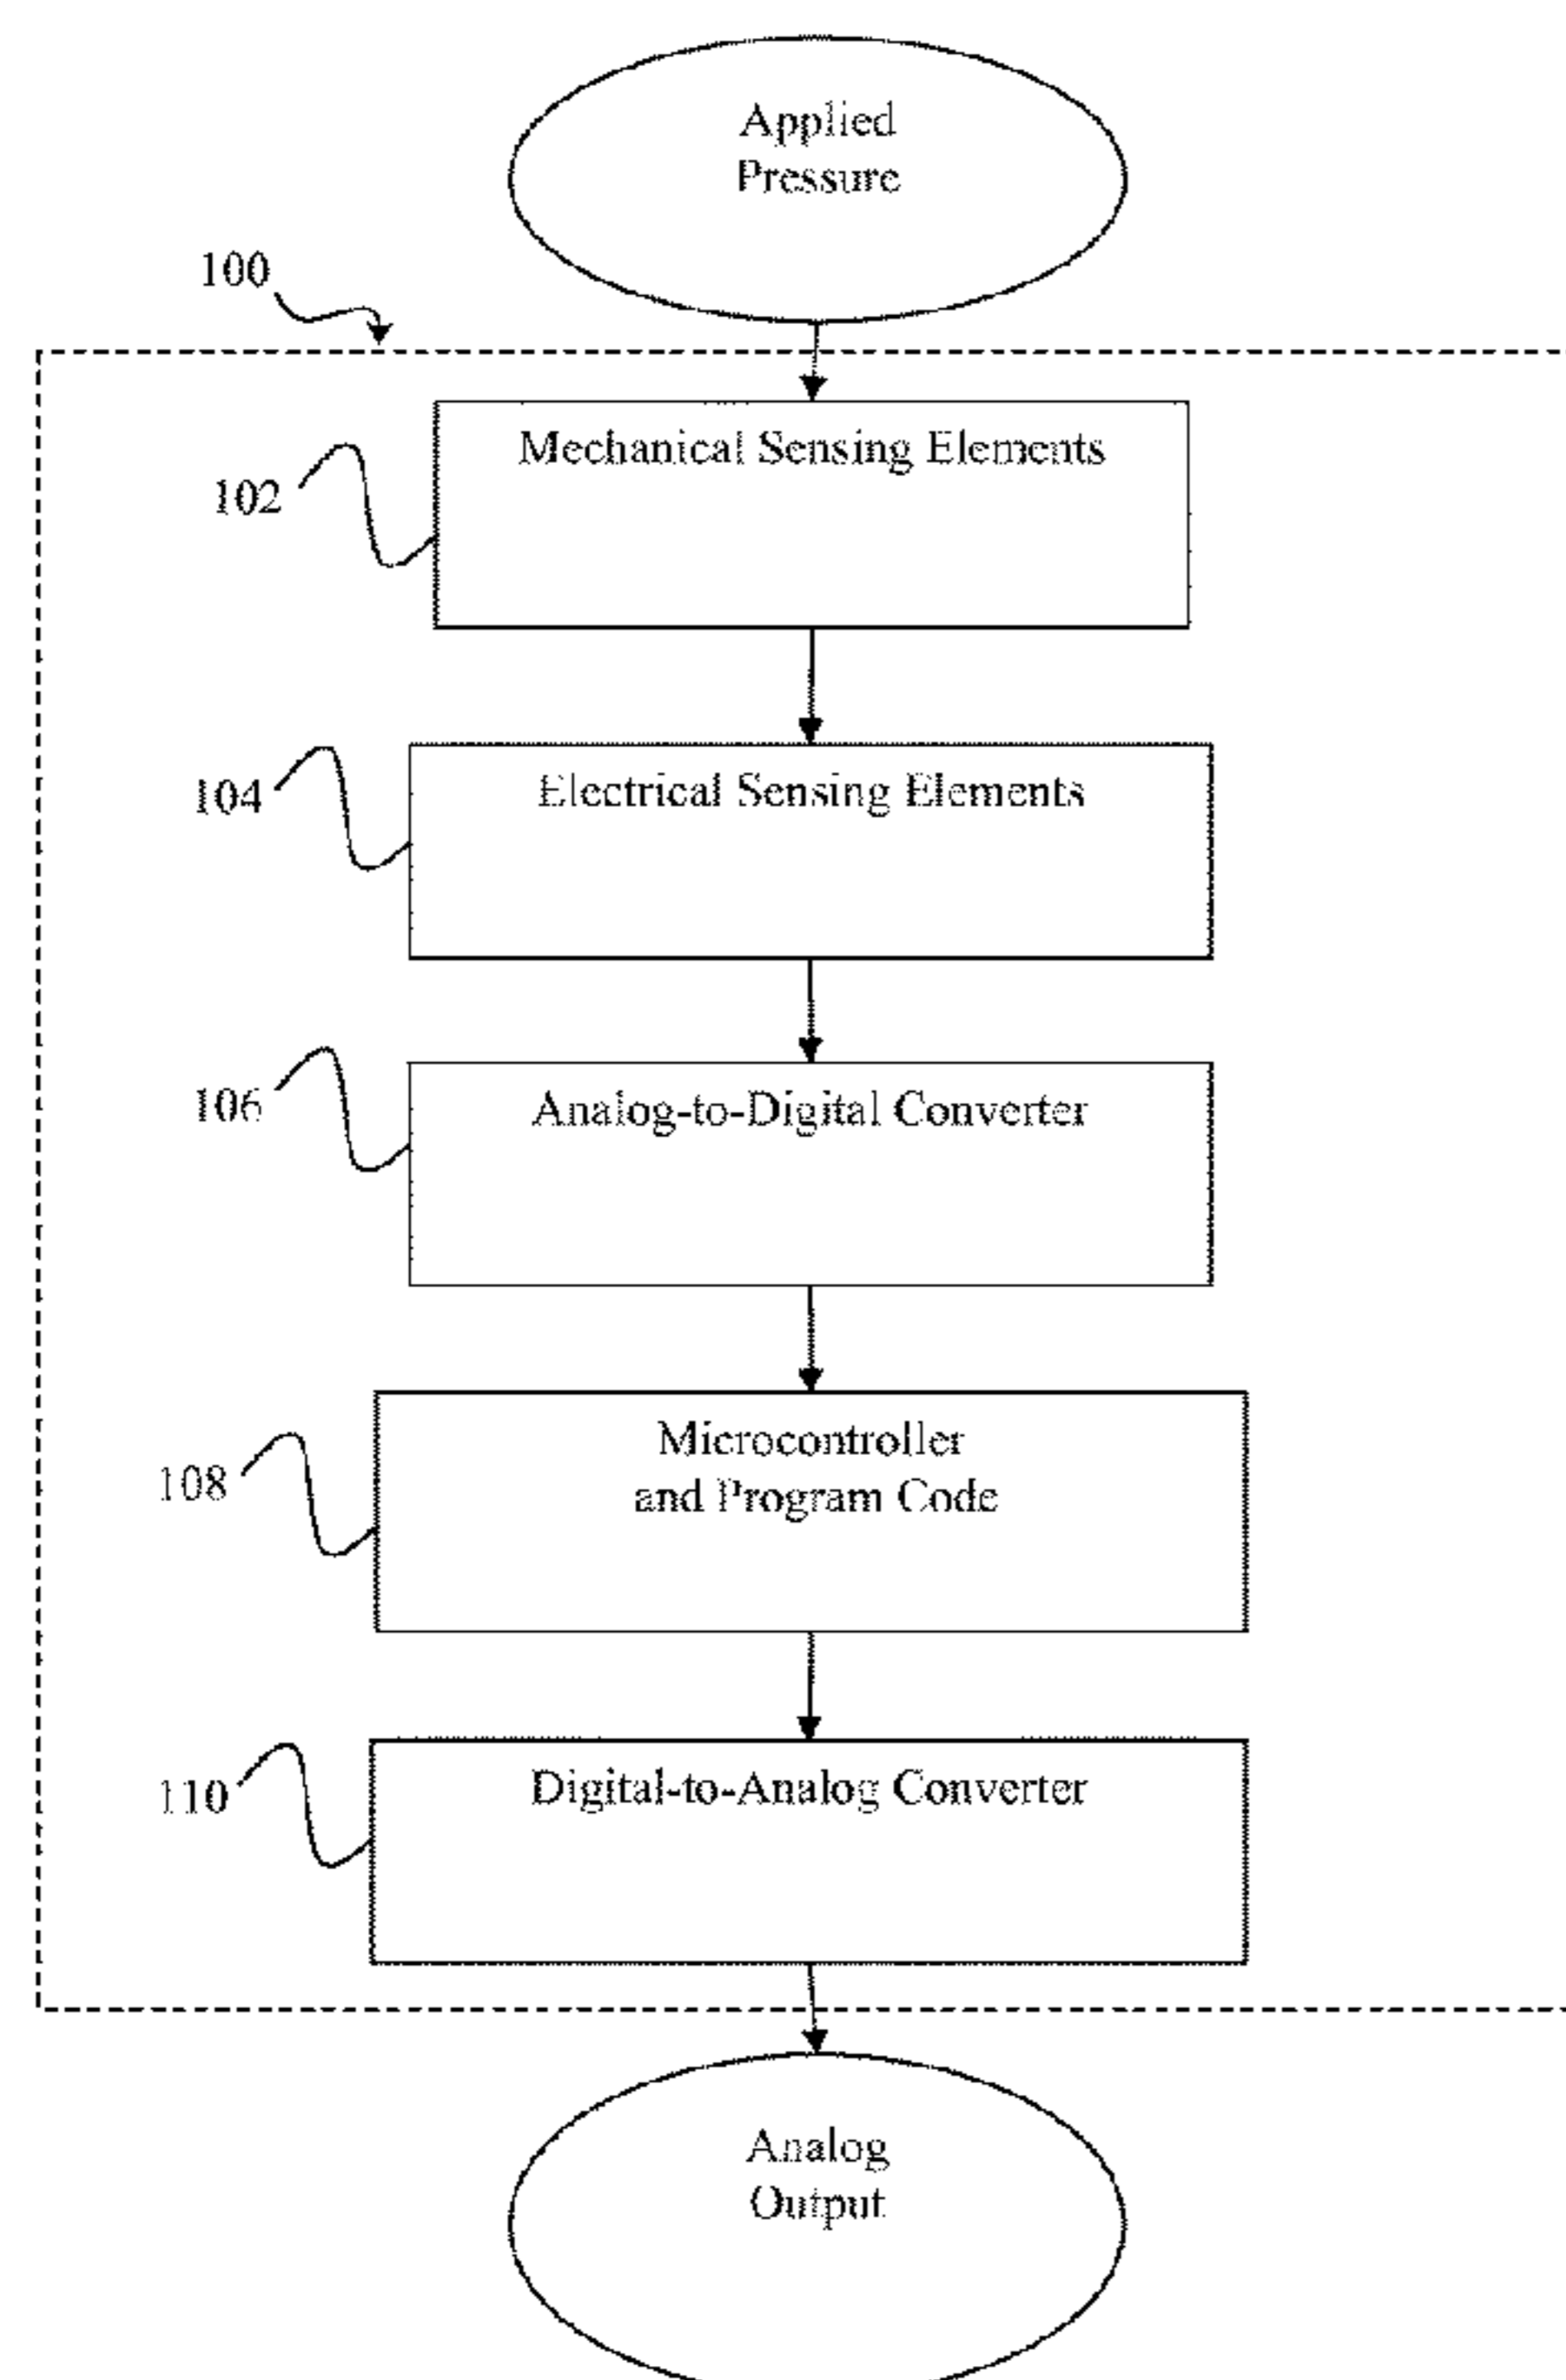 Applied
Pressure
100
Mechanical Sensing Elements
102
Electrical Sensing Elements
104
Analog-to-Digital Converter
106
Microcontroller
and Program Code
108
Digital-to-Analog Converter
110
Analog
Output